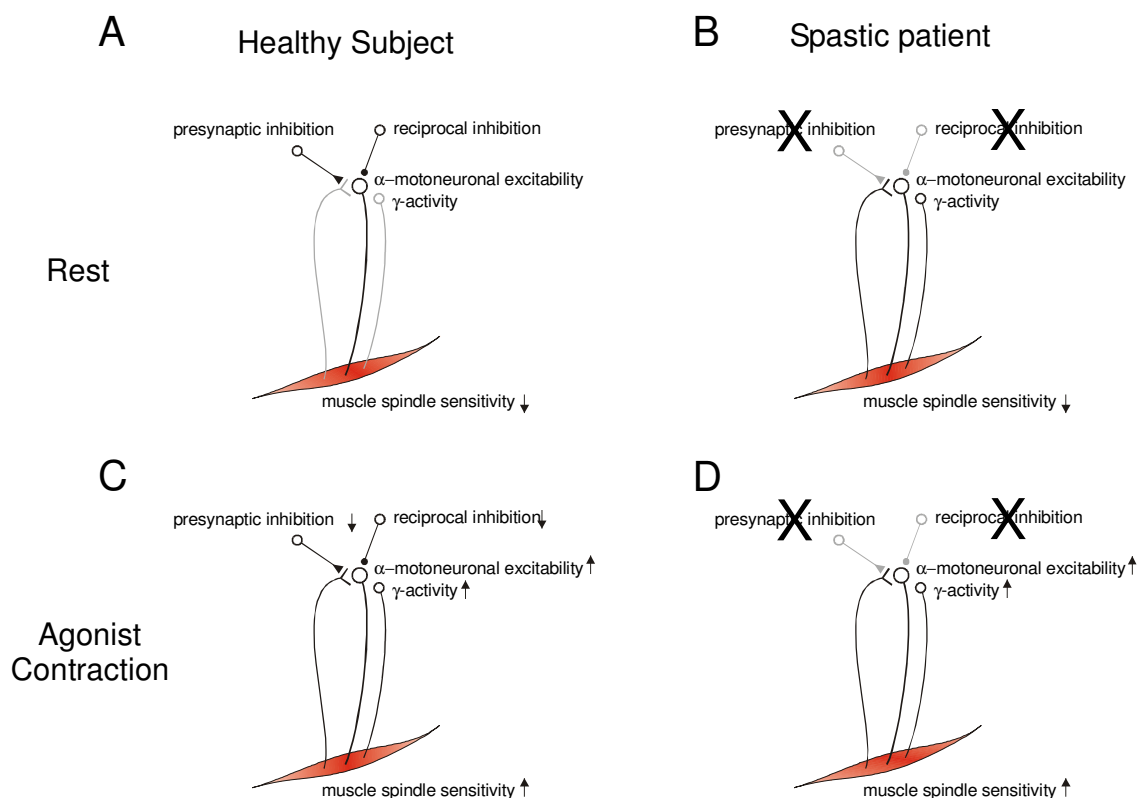 A
Healthy Subject
B
Spastic patient
presynaptic inhibition
reciprocal inhibition
α–motoneuronal excitability
γ-activity
Rest
muscle spindle sensitivity ↓
X
presynaptic inhibition
X
reciprocal inhibition
α–motoneuronal excitability
γ-activity
muscle spindle sensitivity ↓
C
presynaptic inhibition ↓
reciprocal inhibition↓
α–motoneuronal excitability ↑
γ-activity ↑
Agonist
Contraction
muscle spindle sensitivity ↑
D
X
presynaptic inhibition
X
reciprocal inhibition
α–motoneuronal excitability ↑
γ-activity ↑
muscle spindle sensitivity ↑